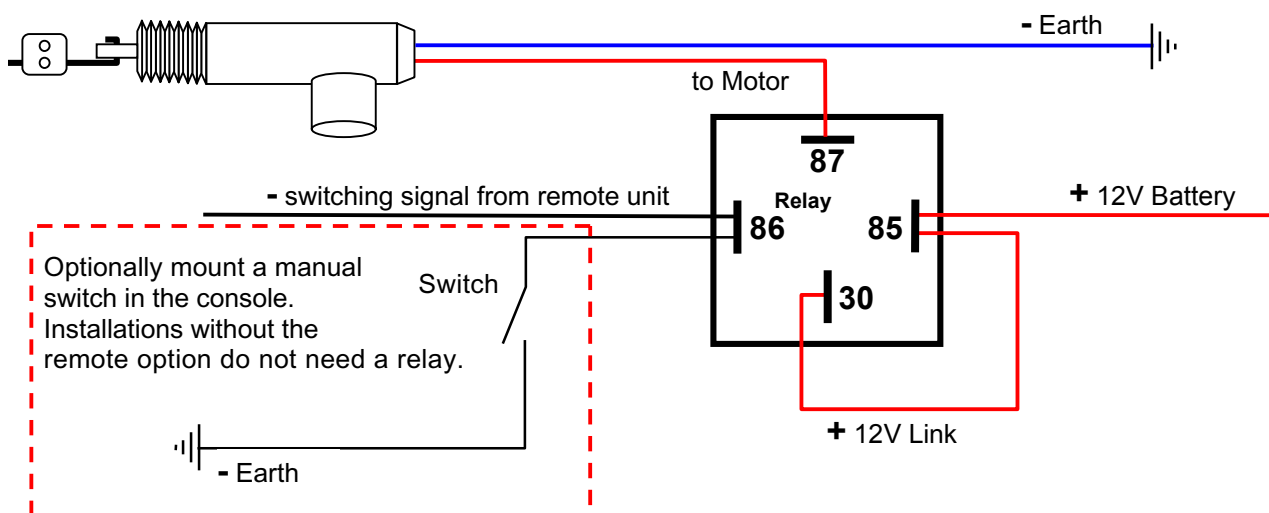 - Earth
to Motor
87
- switching signal from remote unit
Relay
+ 12V Battery
86
85
Optionally mount a manual
switch in the console.
Installations without the
remote option do not need a relay.
Switch
30
+ 12V Link
- Earth